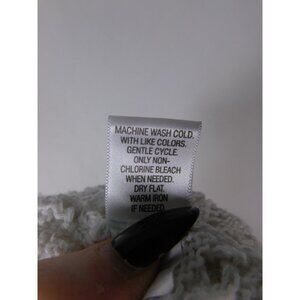 MACHINE WASH COLD.
WITH LIKE COLORS.
GENTLE CYCLE.
ONLY NON-
CHLORINE BLEACH
WHEN NEEDED.
DRY FLAT.
WARM IRON
IF NEEDED.